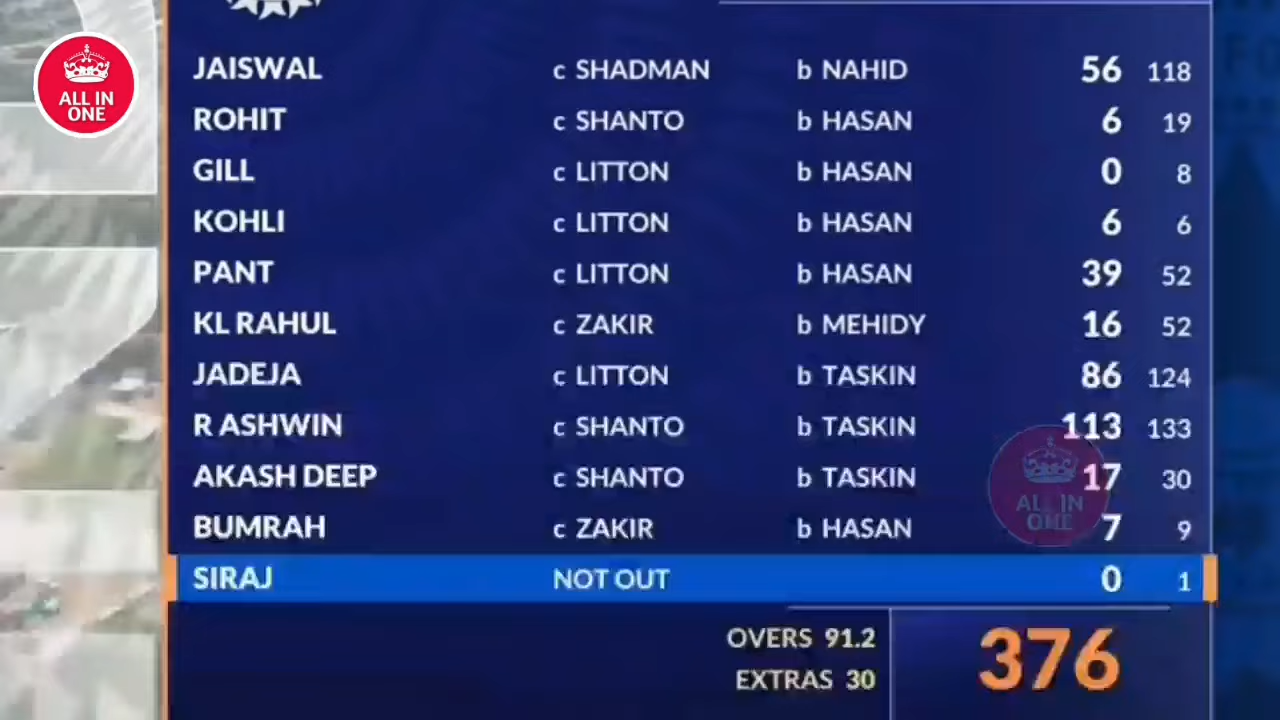 ALL IN
ONE
JAISWAL c SHADMAN b NAHID 56 118
ROHIT c SHANTO b HASAN 6 19
GILL c LITTON b HASAN 0 8
KOHLI c LITTON b HASAN 6 6
PANT c LITTON b HASAN 39 52
KL RAHUL c ZAKIR b MEHIDY 16 52
JADEJA c LITTON b TASKIN 86 124
R ASHWIN c SHANTO b TASKIN 113 133
AKASH DEEP c SHANTO b TASKIN 17 30
ALL IN
ONE
BUMRAH c ZAKIR b HASAN 7 9
SIRAJ NOT OUT 0 1
OVERS 91.2
EXTRAS 30
376